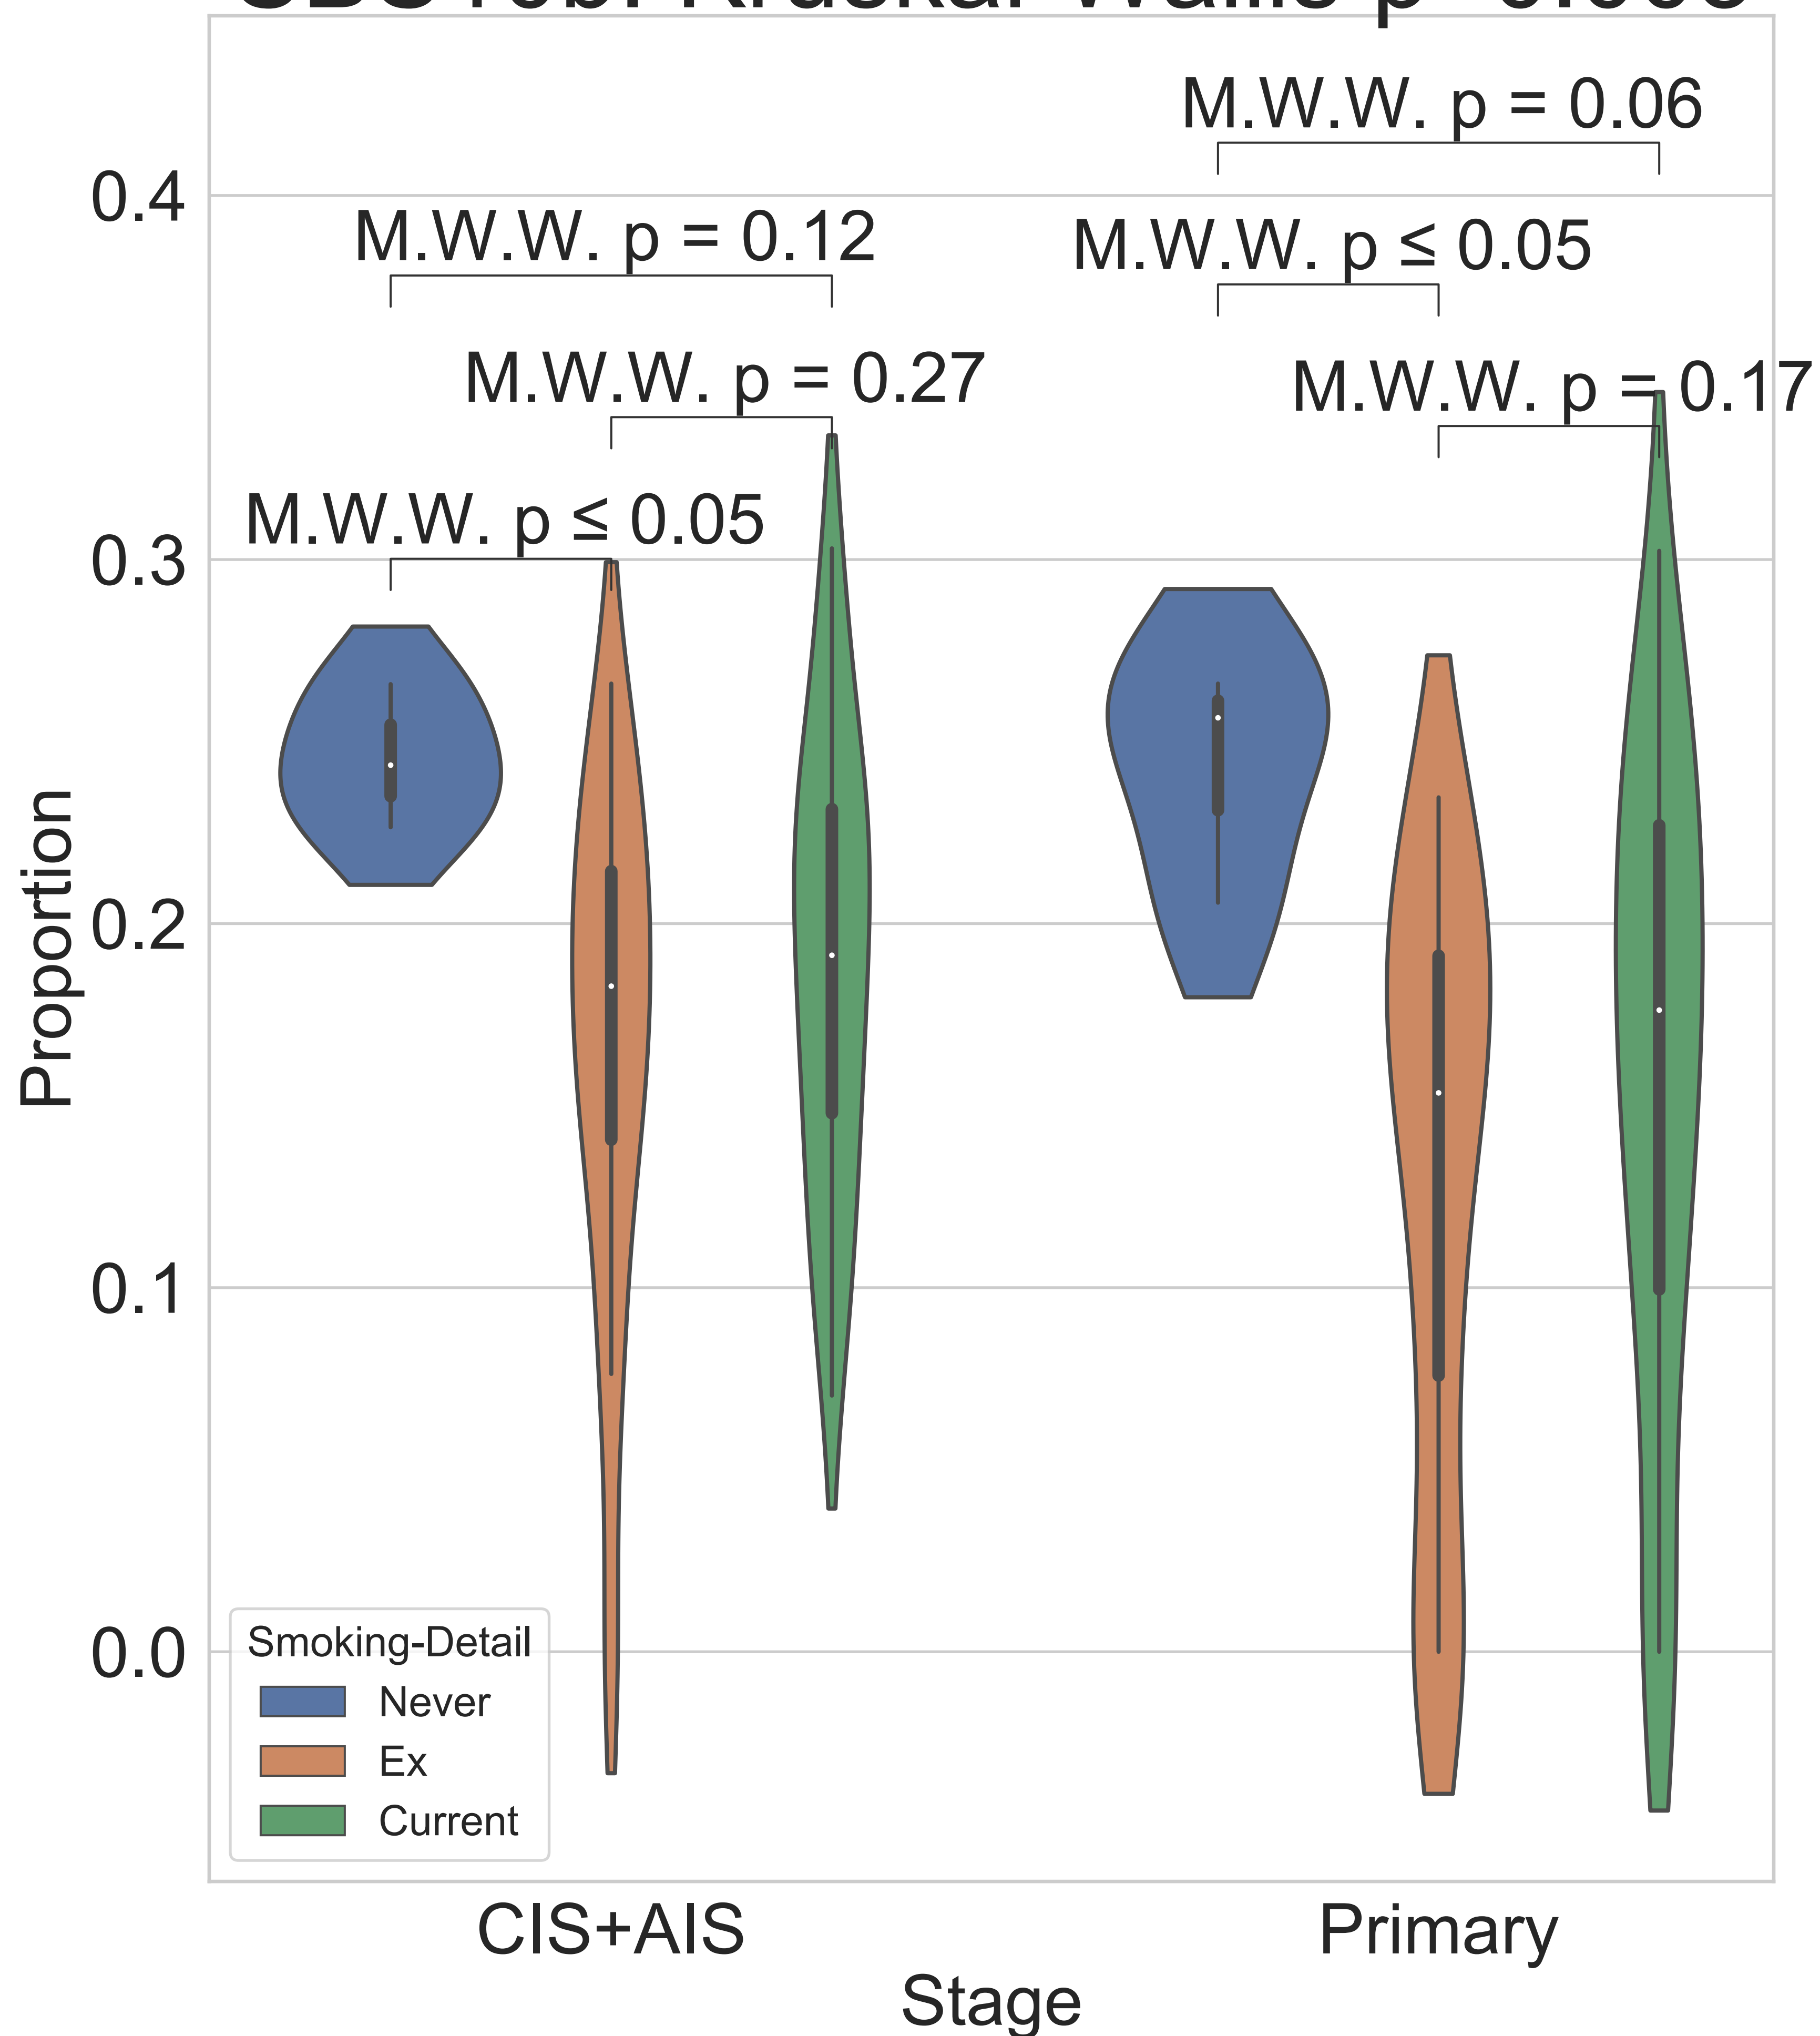 M.W.W. p = 0.06
0.4
M.W.W. p = 0.12
M.W.W. p ≤ 0.05
M.W.W. p = 0.27
M.W.W. p = 0.17
M.W.W. p ≤ 0.05
0.3
Proportion
0.2
0.1
0.0
Smoking-Detail
Never
Ex
Current
CIS+AIS
Primary
Stage